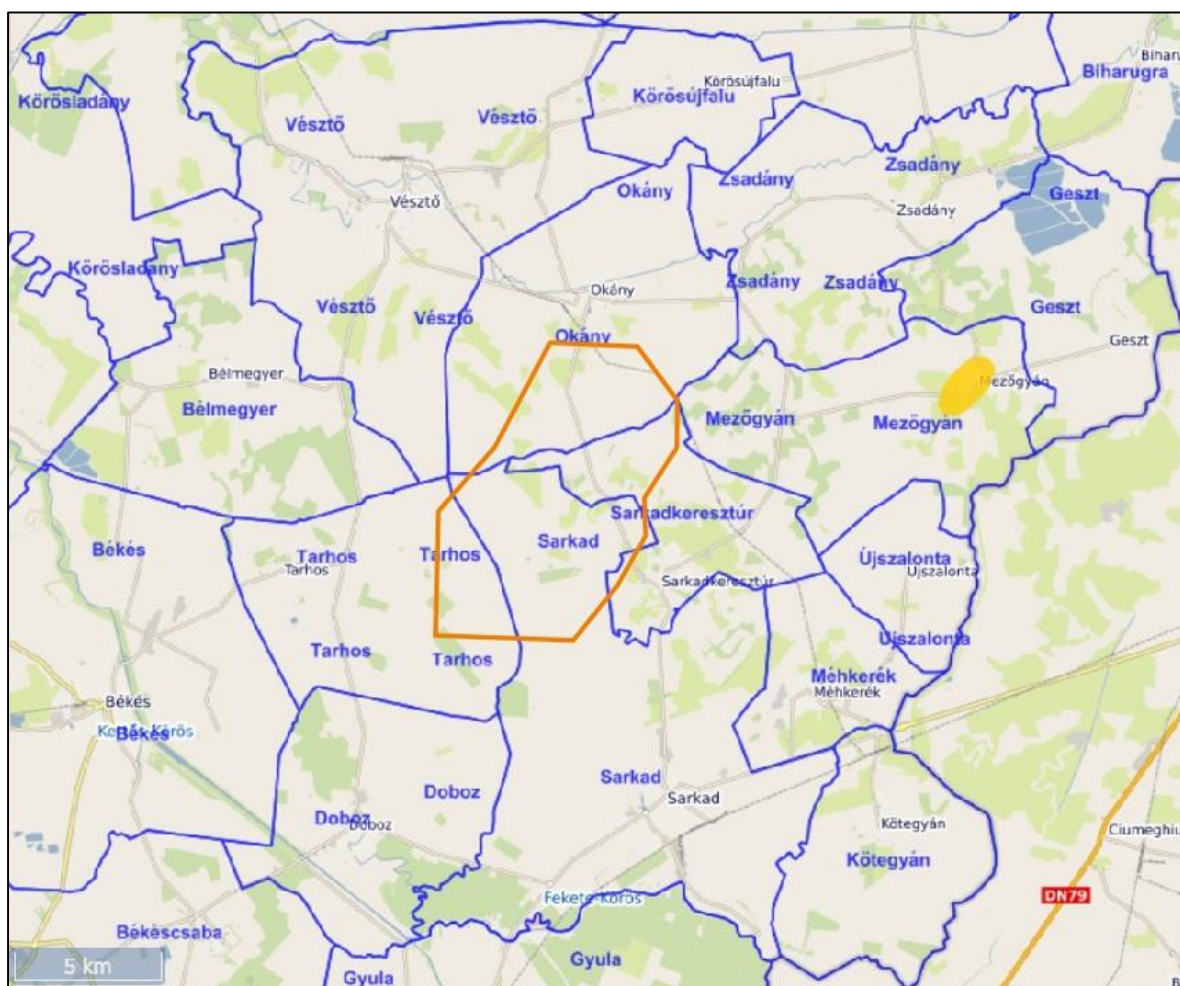 Biharu
Biharugra
Körösújfalu
Körösújfalu
Körösladány
Vésztő
Vésztő
Zsadány
Okány
Zsadány
Geszt
Vésztő
Zsadány
Körösladány
Zsadány
Zsadány
Okány
Vésztő
Vésztő
Geszt
Okány
Geszt
Bélmegyer
Mezőgyán
Bélmegyer
Mezőgyán
Mezőgyán
Sarkadkeresztúr
Békés
Tarhos
Tarhos
Sarkad
Újszalonta
Tarhos
Újszalonta
Sarkadkeresztúr
Újszalonta
Tarhos
Tarhos
Méhkerék
Méhkerék
Békés
Kettős-Körös
Békés
Sarkad
Doboz
Sarkad
Doboz
Doboz
Kötegyán
Ciumeghiu
Kötegyán
Fekete-Körös
DN79
Békéscsaba
Gyula
5 km
Gyula
B